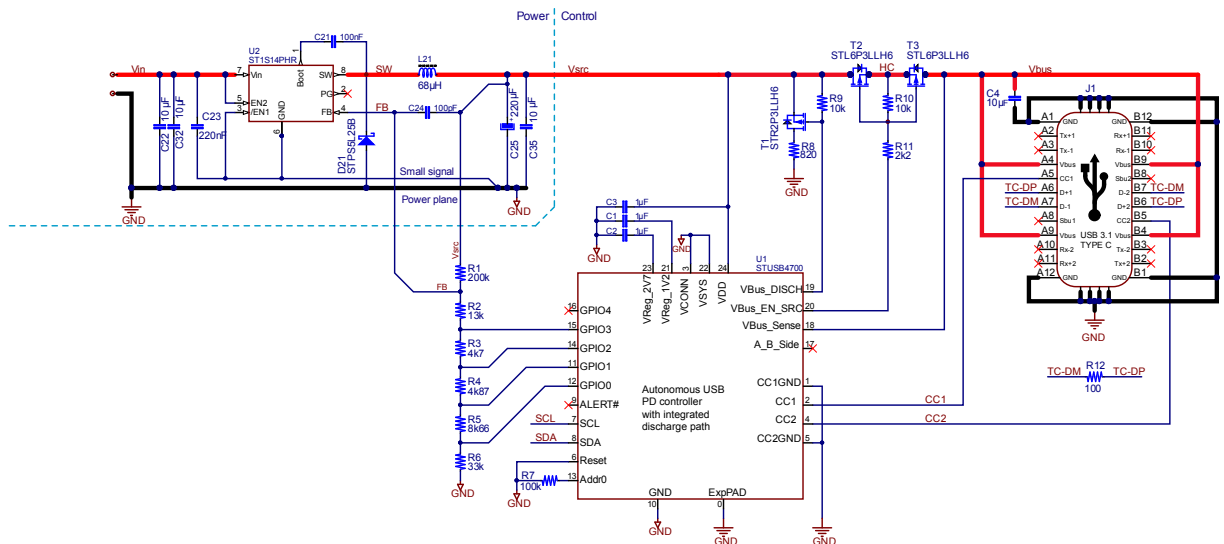 Power Control
U2
ST1S14PHR
C21 100nF
Vin
7 Vin
5 EN2
3 /EN1
Boot 1
SW 8
PG 2
FB 4
GND
6
SW
FB
L21
68µH
C24 100pF
Vsrc
C22 10µF
C32 10µF
C23
220nF
D21
STPS5L25B
C25 220µF
C35 10µF
Small signal
Power plane
GND
GND
Vsrc
R1
200k
FB
R2
13k
R3
4k7
R4
4k87
R5
8k66
R6
33k
GND
C3 1µF
C1 1µF
C2 1µF
GND
GND
T1
STR2P3LLH6
R8
820
GND
R9
10k
T2
STL6P3LLH6
HC
T3
STL6P3LLH6
R10
10k
R11
2k2
Vbus
C4
10µF
U1
STUSB4700
23 VReg_2V7
21 VReg_1V2
3 VCONN
22 VSYS
24 VDD
16 GPIO4
15 GPIO3
14 GPIO2
11 GPIO1
12 GPIO0
9 ALERT#
SCL 7 SCL
SDA 8 SDA
6 Reset
R7
100k
13 Addr0
GND
VBus_DISCH 19
VBus_EN_SRC 20
VBus_Sense 18
A_B_Side 17
CC1GND 1
CC1 2
CC2 4
CC2GND 5
Autonomous USB
PD controller
with integrated
discharge path
GND
10
ExpPAD
0
GND
GND
GND
CC1
CC2
J1
A1 GND
A2 Tx+1
A3 Tx-1
A4 Vbus
A5 CC1
TC-DP A6 D+1
TC-DM A7 D-1
A8 Sbu1
A9 Vbus
A10 Rx-2
A11 Rx+2
A12 GND
GND B12
Rx+1 B11
Rx-1 B10
Vbus B9
Sbu2 B8
D-2 B7 TC-DM
D+2 B6 TC-DP
CC2 B5
Vbus B4
Tx-2 B3
Tx+2 B2
GND B1
USB 3.1
TYPE C
GND
TC-DM R12 TC-DP
100